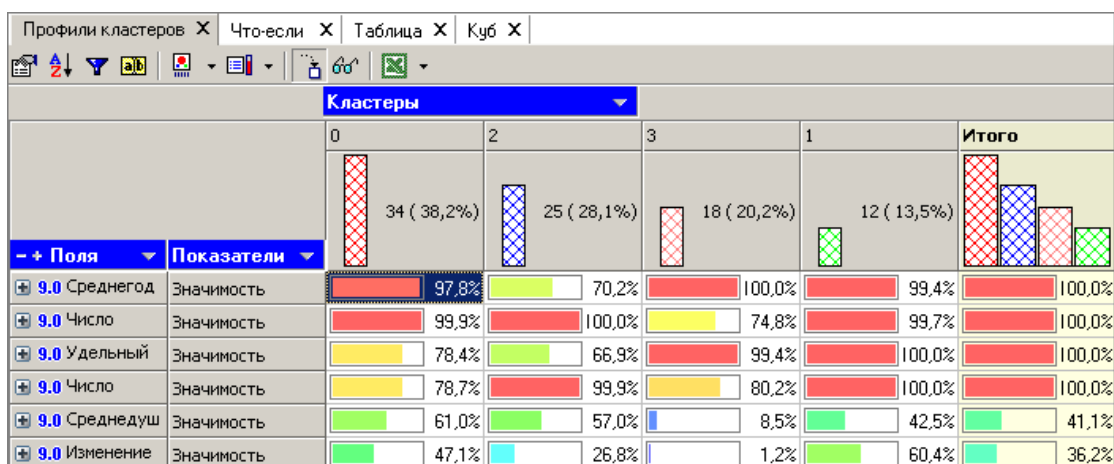 Профили кластеров X Что-если X Таблица X Куб X
Кластеры
0 2 3 1 Итого
34 ( 38,2%) 25 ( 28,1%) 18 ( 20,2%) 12 ( 13,5%)
- + Поля Показатели
9.0 Среднегод Значимость 97,8% 70,2% 100,0% 99,4% 100,0%
9.0 Число Значимость 99,9% 100,0% 74,8% 99,7% 100,0%
9.0 Удельный Значимость 78,4% 66,9% 99,4% 100,0% 100,0%
9.0 Число Значимость 78,7% 99,9% 80,2% 100,0% 100,0%
9.0 Среднедуш Значимость 61,0% 57,0% 8,5% 42,5% 41,1%
9.0 Изменение Значимость 47,1% 26,8% 1,2% 60,4% 36,2%